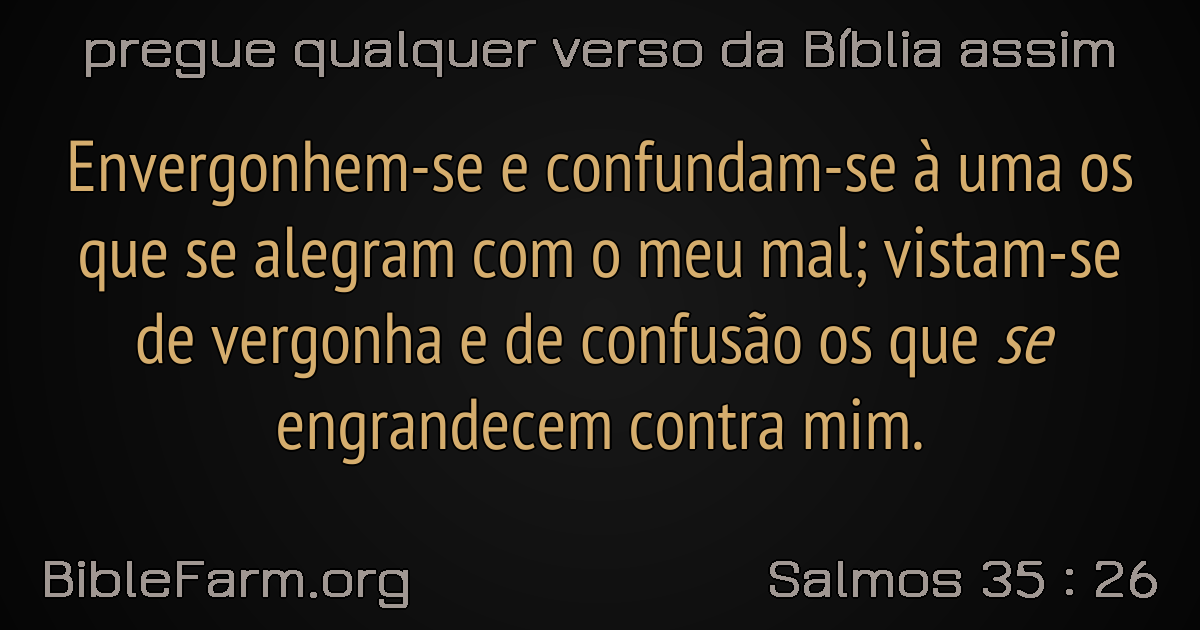 pregue qualquer verso da Bíblia assim
Envergonhem-se e confundam-se à uma os
que se alegram com o meu mal; vistam-se
de vergonha e de confusão os que se
engrandecem contra mim.
BibleFarm.org
Salmos 35 : 26